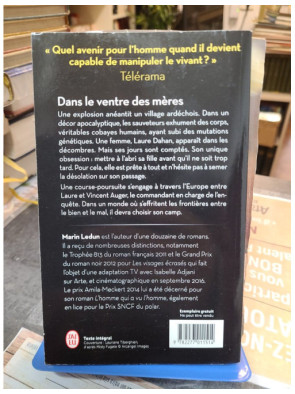 « Quel avenir pour l'homme quand il devient
capable de manipuler le vivant ? »
Télérama
Dans le ventre des mères
Une explosion anéantit un village ardéchois. Dans un
décor apocalyptique, les sauveteurs exhument des corps,
véritables cobayes humains, ayant subi des mutations
génétiques. Une femme, Laure Dahan, apparaît dans les
décombres. Mais ses jours sont comptés. Son unique
obsession : mettre à l'abri sa fille avant qu'il ne soit trop
tard. Pour cela, elle est prête à tout et n'hésite pas à semer
la désolation sur son passage.
Une course-poursuite s'engage à travers l'Europe entre
Laure et Vincent Auger, le commandant en charge de l'en-
quête. Dans un monde où s'effritent les frontières entre
le bien et le mal, il devra choisir son camp.
Marin Ledun est l'auteur d'une douzaine de romans.
Il a reçu de nombreuses distinctions, notamment
le Trophée 813 du roman français 2011 et le Grand Prix
du roman noir 2012 pour Les visages écrasés qui fait
l'objet d'une adaptation TV avec Isabelle Adjani
sur Arte, et cinématographique en septembre 2016.
Le prix Amila-Meckert 2014 lui a été décerné pour
son roman L'homme qui a vu l'homme, également
en lice pour le Prix SNCF du polar.
Exemplaire gratuit
Ne peut être vendu
J'AI
LU
Texte intégral